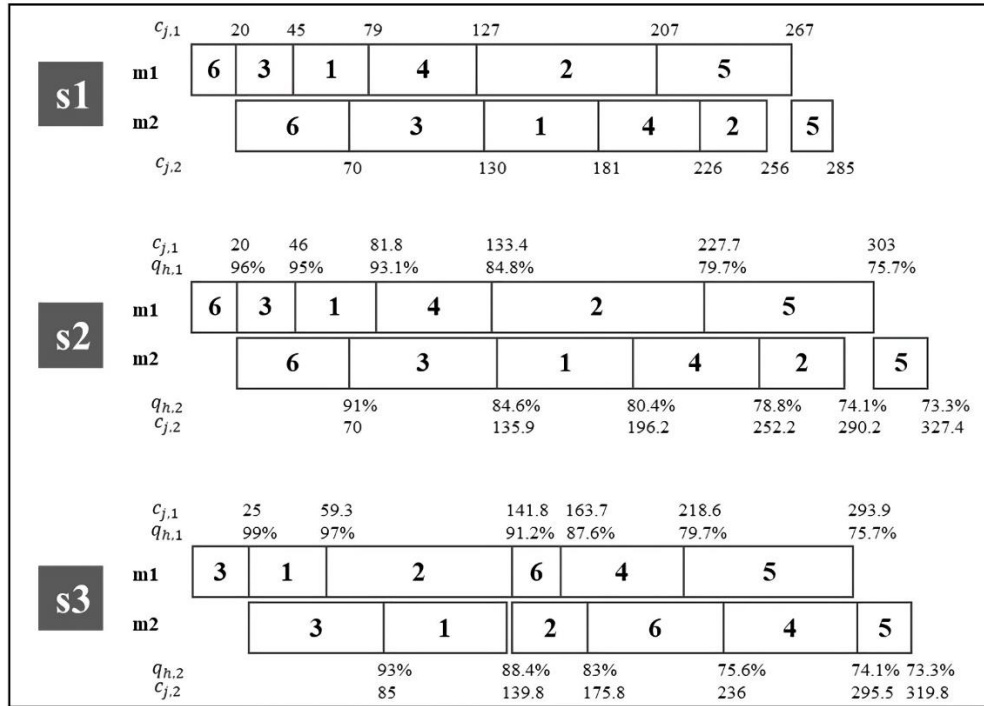 c_{j,1} 20 45 79 127 207 267
s1
m1 6 3 1 4 2 5
m2 6 3 1 4 2 5
c_{j,2} 70 130 181 226 256 285
c_{j,1} 20 46 81.8 133.4 227.7 303
q_{h,1} 96% 95% 93.1% 84.8% 79.7% 75.7%
s2
m1 6 3 1 4 2 5
m2 6 3 1 4 2 5
q_{h,2} 91% 84.6% 80.4% 78.8% 74.1% 73.3%
c_{j,2} 70 135.9 196.2 252.2 290.2 327.4
c_{j,1} 25 59.3 141.8 163.7 218.6 293.9
q_{h,1} 99% 97% 91.2% 87.6% 79.7% 75.7%
s3
m1 3 1 2 6 4 5
m2 3 1 2 6 4 5
q_{h,2} 93% 88.4% 83% 75.6% 74.1% 73.3%
c_{j,2} 85 139.8 175.8 236 295.5 319.8